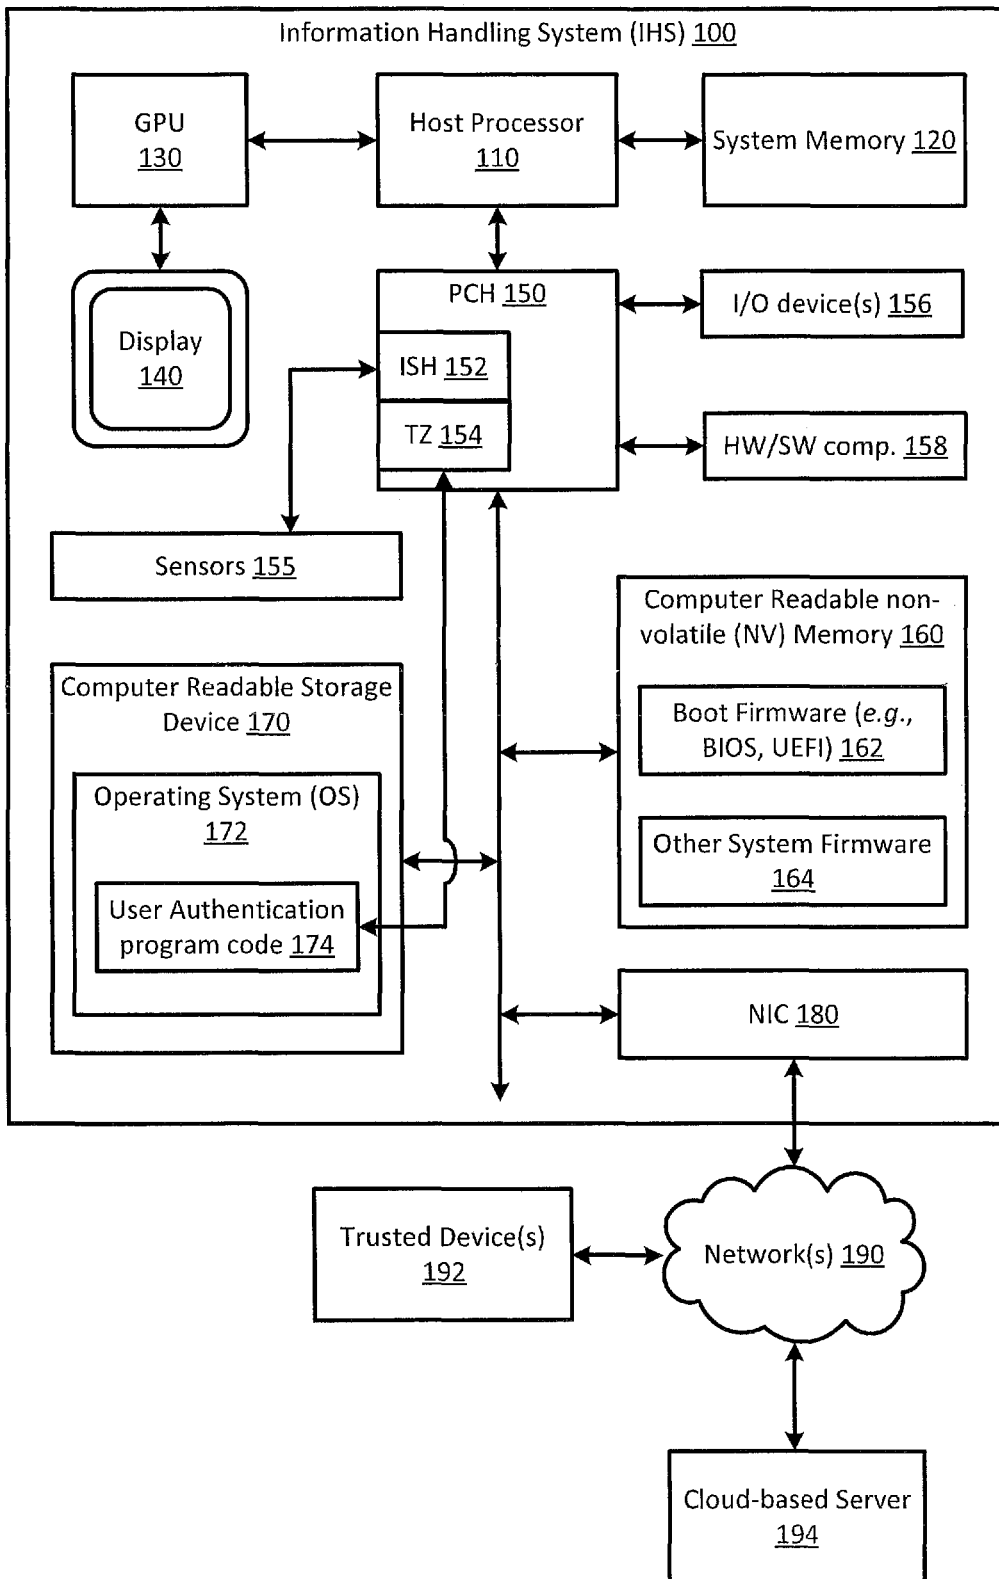 Information Handling System (IHS) 100
GPU
130
Host Processor
110
System Memory 120
Display
140
PCH 150
ISH 152
TZ 154
I/O device(s) 156
HW/SW comp. 158
Sensors 155
Computer Readable non-
volatile (NV) Memory 160
Boot Firmware (e.g.,
BIOS, UEFI) 162
Other System Firmware
164
Computer Readable Storage
Device 170
Operating System (OS)
172
User Authentication
program code 174
NIC 180
Trusted Device(s)
192
Network(s) 190
Cloud-based Server
194